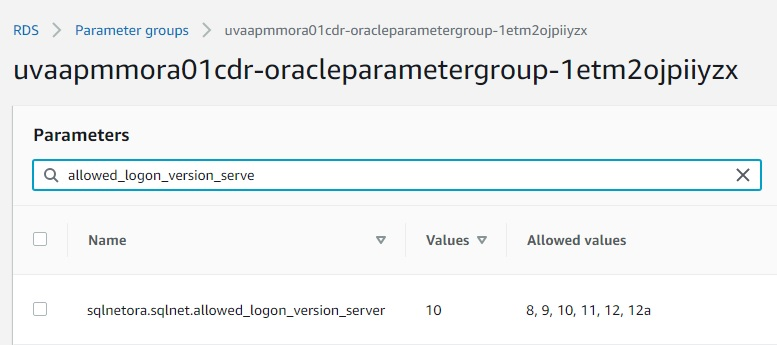 RDS > Parameter groups > uvaapmmora01cdr-oracleparametergroup-1etm2ojpiiyzx
uvaapmmora01cdr-oracleparametergroup-1etm2ojpiiyzx
Parameters
allowed_logon_version_serve
Name Values Allowed values
sqlnetora.sqlnet.allowed_logon_version_server 10 8, 9, 10, 11, 12, 12a